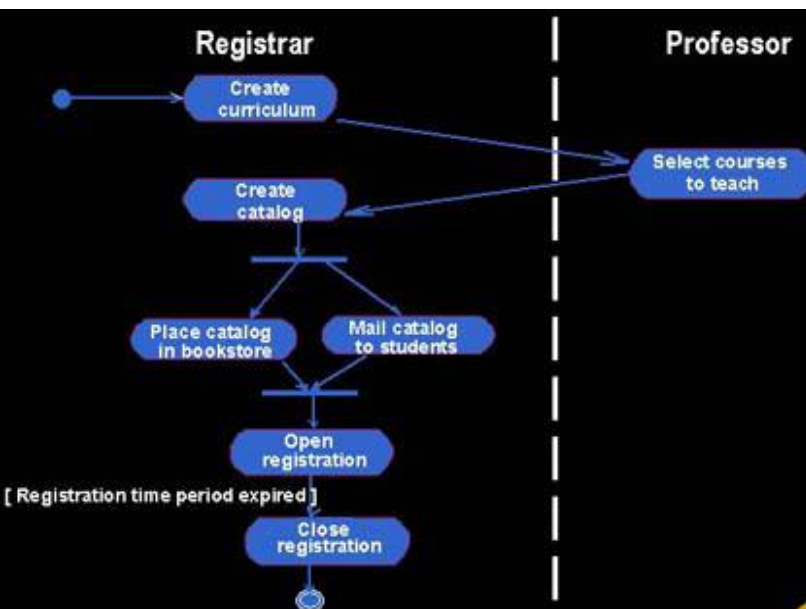 Registrar
Professor
Create
curriculum
Select courses
to teach
Create
catalog
Place catalog
in bookstore
Mail catalog
to students
Open
registration
[ Registration time period expired ]
Close
registration